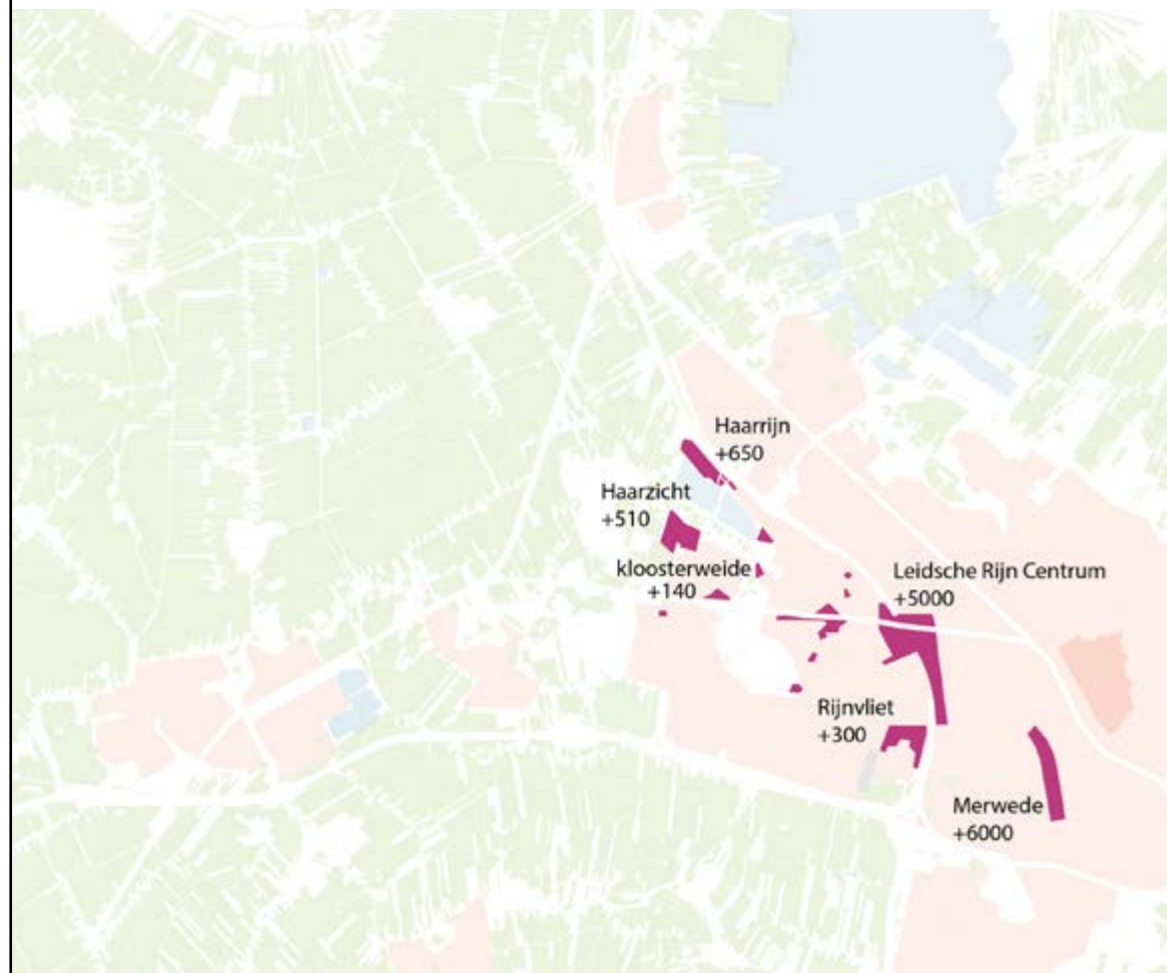 Haarrijn
+650
Haarzicht
+510
kloosterweide
+140
Leidsche Rijn Centrum
+5000
Rijnvliet
+300
Merwede
+6000